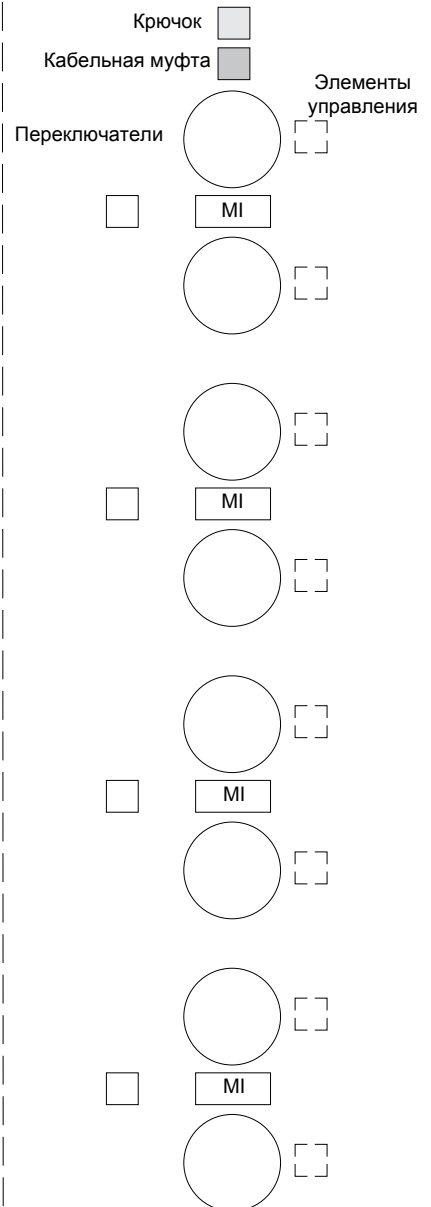 Крючок
Кабельная муфта
Элементы
управления
Переключатели
MI
MI
MI
MI